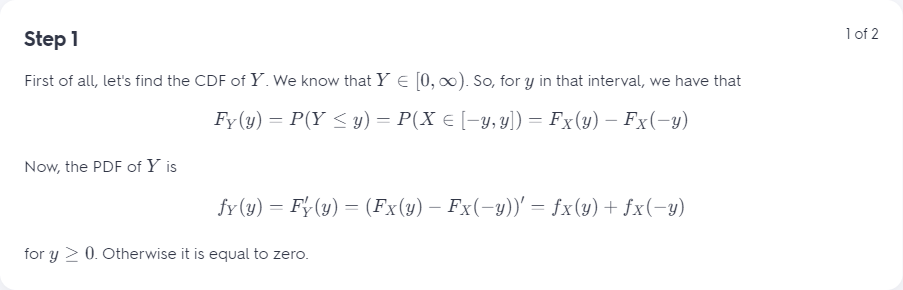 Step 1
1 of 2
First of all, let's find the CDF of Y. We know that Y ∈ [0, ∞). So, for y in that interval, we have that
F_Y(y) = P(Y ≤ y) = P(X ∈ [−y, y]) = F_X(y) − F_X(−y)
Now, the PDF of Y is
f_Y(y) = F′_Y(y) = (F_X(y) − F_X(−y))′ = f_X(y) + f_X(−y)
for y ≥ 0. Otherwise it is equal to zero.